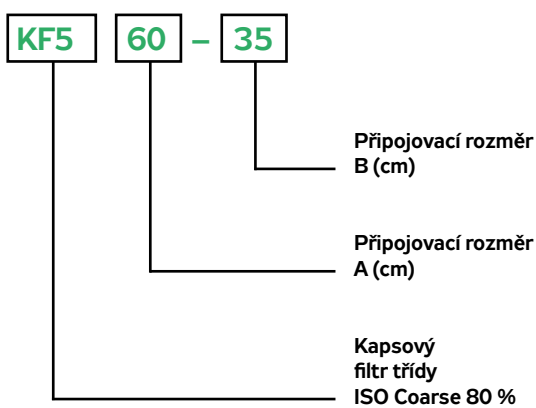 KF5 60 – 35
Připojovací rozměr
B (cm)
Připojovací rozměr
A (cm)
Kapsový
filtr třídy
ISO Coarse 80 %